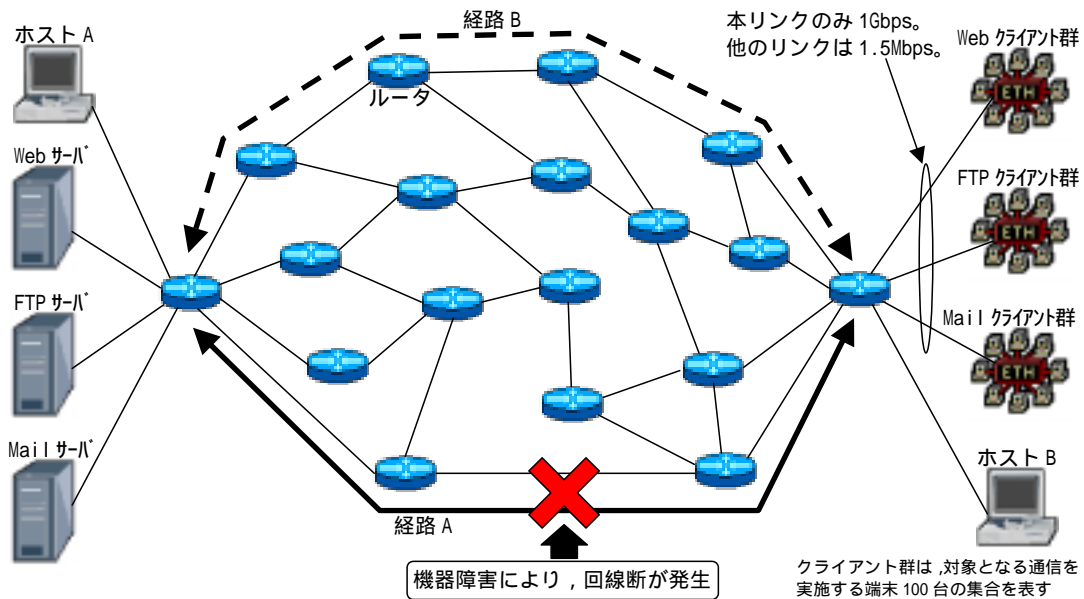 経路 B
本リンクのみ 1Gbps。
他のリンクは 1.5Mbps。
ホスト A
Web クライアント群
ETH
ルータ
Web サーバ
FTP クライアント群
ETH
FTP サーバ
Mail クライアント群
ETH
Mail サーバ
ホスト B
経路 A
機器障害により，回線断が発生
クライアント群は，対象となる通信を
実施する端末 100 台の集合を表す